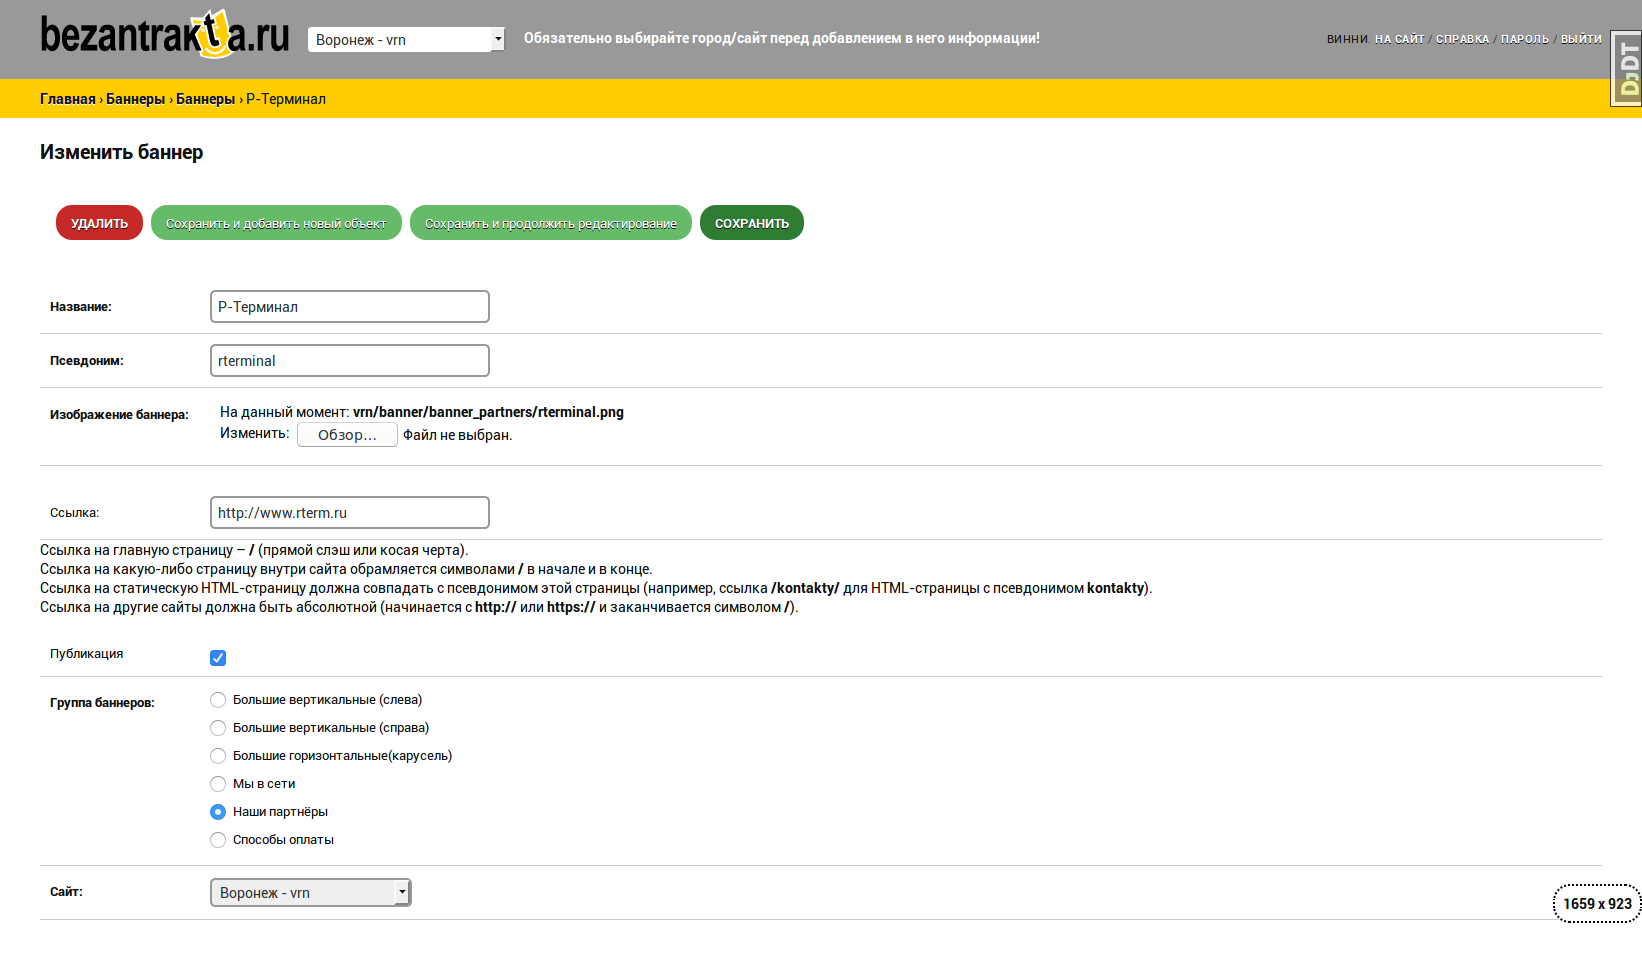 bezantrakta.ru
Воронеж - vrn
Обязательно выбирайте город/сайт перед добавлением в него информации!
ВИННИ. НА САЙТ / СПРАВКА / ПАРОЛЬ / ВЫЙТИ
DjDT
Главная › Баннеры › Баннеры › Р-Терминал
Изменить баннер
УДАЛИТЬ
Сохранить и добавить новый объект
Сохранить и продолжить редактирование
СОХРАНИТЬ
Название:
Р-Терминал
Псевдоним:
rterminal
Изображение баннера:
На данный момент: vrn/banner/banner_partners/rterminal.png
Изменить: Обзор... Файл не выбран.
Ссылка:
http://www.rterm.ru
Ссылка на главную страницу – / (прямой слэш или косая черта).
Ссылка на какую-либо страницу внутри сайта обрамляется символами / в начале и в конце.
Ссылка на статическую HTML-страницу должна совпадать с псевдонимом этой страницы (например, ссылка /kontakty/ для HTML-страницы с псевдонимом kontakty).
Ссылка на другие сайты должна быть абсолютной (начинается с http:// или https:// и заканчивается символом /).
Публикация
Группа баннеров:
Большие вертикальные (слева)
Большие вертикальные (справа)
Большие горизонтальные(карусель)
Мы в сети
Наши партнёры
Способы оплаты
Сайт:
Воронеж - vrn
1659 x 923